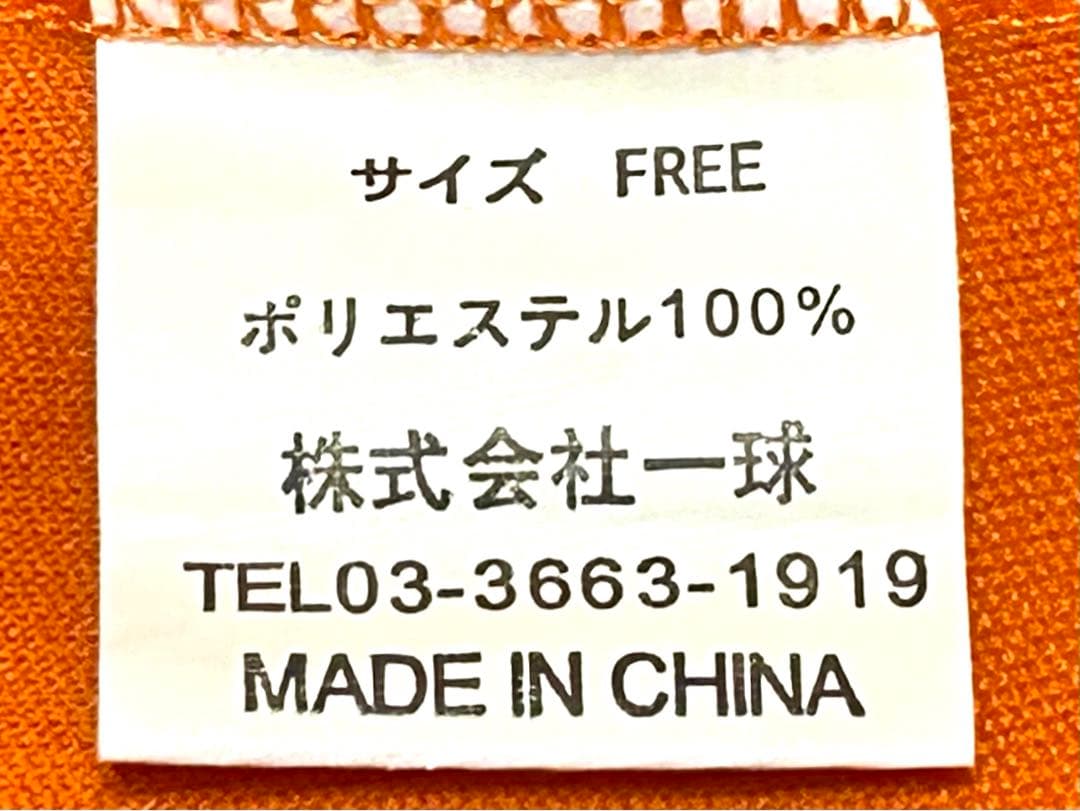 サイズ　FREE
ポリエステル100%
株式会社一球
TEL03-3663-1919
MADE IN CHINA